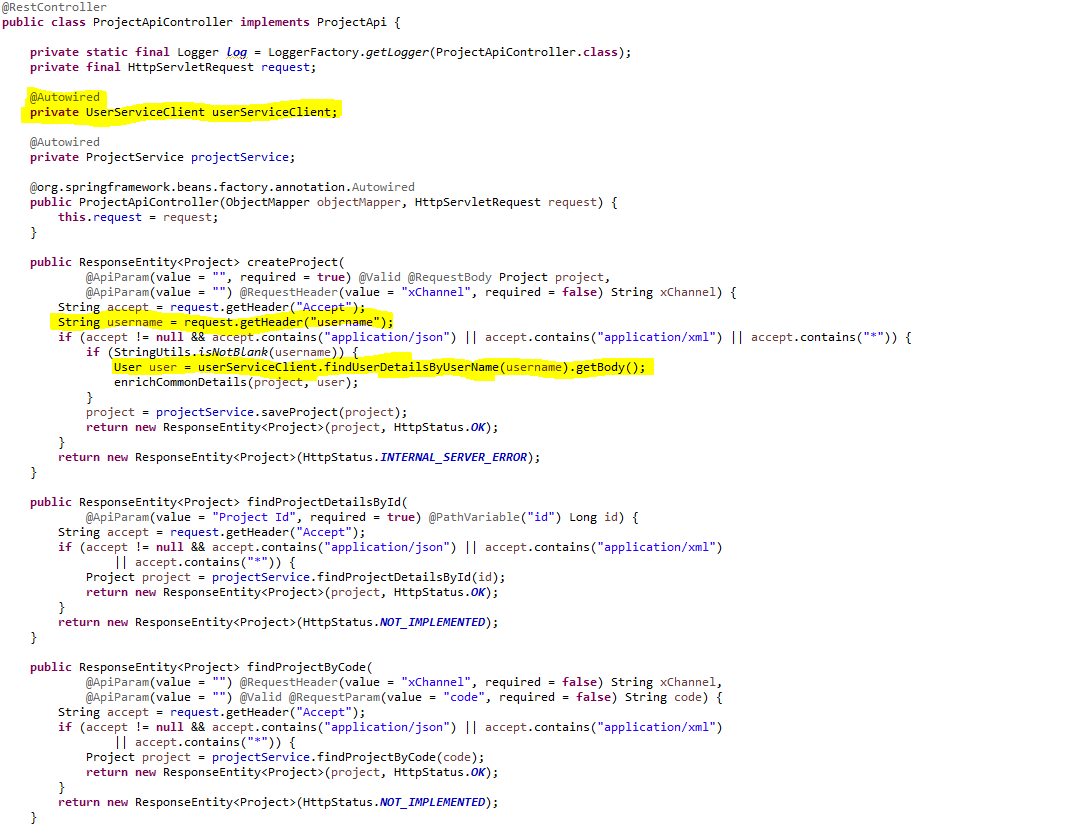 @RestController
public class ProjectApiController implements ProjectApi {
private static final Logger log = LoggerFactory.getLogger(ProjectApiController.class);
private final HttpServletRequest request;
@Autowired
private UserServiceClient userServiceClient;
@Autowired
private ProjectService projectService;
@org.springframework.beans.factory.annotation.Autowired
public ProjectApiController(ObjectMapper objectMapper, HttpServletRequest request) {
this.request = request;
}
public ResponseEntity<Project> createProject(
@ApiParam(value = "", required = true) @Valid @RequestBody Project project,
@ApiParam(value = "") @RequestHeader(value = "xChannel", required = false) String xChannel) {
String accept = request.getHeader("Accept");
String username = request.getHeader("username");
if (accept != null && accept.contains("application/json") || accept.contains("application/xml") || accept.contains("*")) {
if (StringUtils.isNotBlank(username)) {
User user = userServiceClient.findUserDetailsByUserName(username).getBody();
enrichCommonDetails(project, user);
}
project = projectService.saveProject(project);
return new ResponseEntity<Project>(project, HttpStatus.OK);
}
return new ResponseEntity<Project>(HttpStatus.INTERNAL_SERVER_ERROR);
}
public ResponseEntity<Project> findProjectDetailsById(
@ApiParam(value = "Project Id", required = true) @PathVariable("id") Long id) {
String accept = request.getHeader("Accept");
if (accept != null && accept.contains("application/json") || accept.contains("application/xml")
|| accept.contains("*")) {
Project project = projectService.findProjectDetailsById(id);
return new ResponseEntity<Project>(project, HttpStatus.OK);
}
return new ResponseEntity<Project>(HttpStatus.NOT_IMPLEMENTED);
}
public ResponseEntity<Project> findProjectByCode(
@ApiParam(value = "") @RequestHeader(value = "xChannel", required = false) String xChannel,
@ApiParam(value = "") @Valid @RequestParam(value = "code", required = false) String code) {
String accept = request.getHeader("Accept");
if (accept != null && accept.contains("application/json") || accept.contains("application/xml")
|| accept.contains("*")) {
Project project = projectService.findProjectByCode(code);
return new ResponseEntity<Project>(project, HttpStatus.OK);
}
return new ResponseEntity<Project>(HttpStatus.NOT_IMPLEMENTED);
}